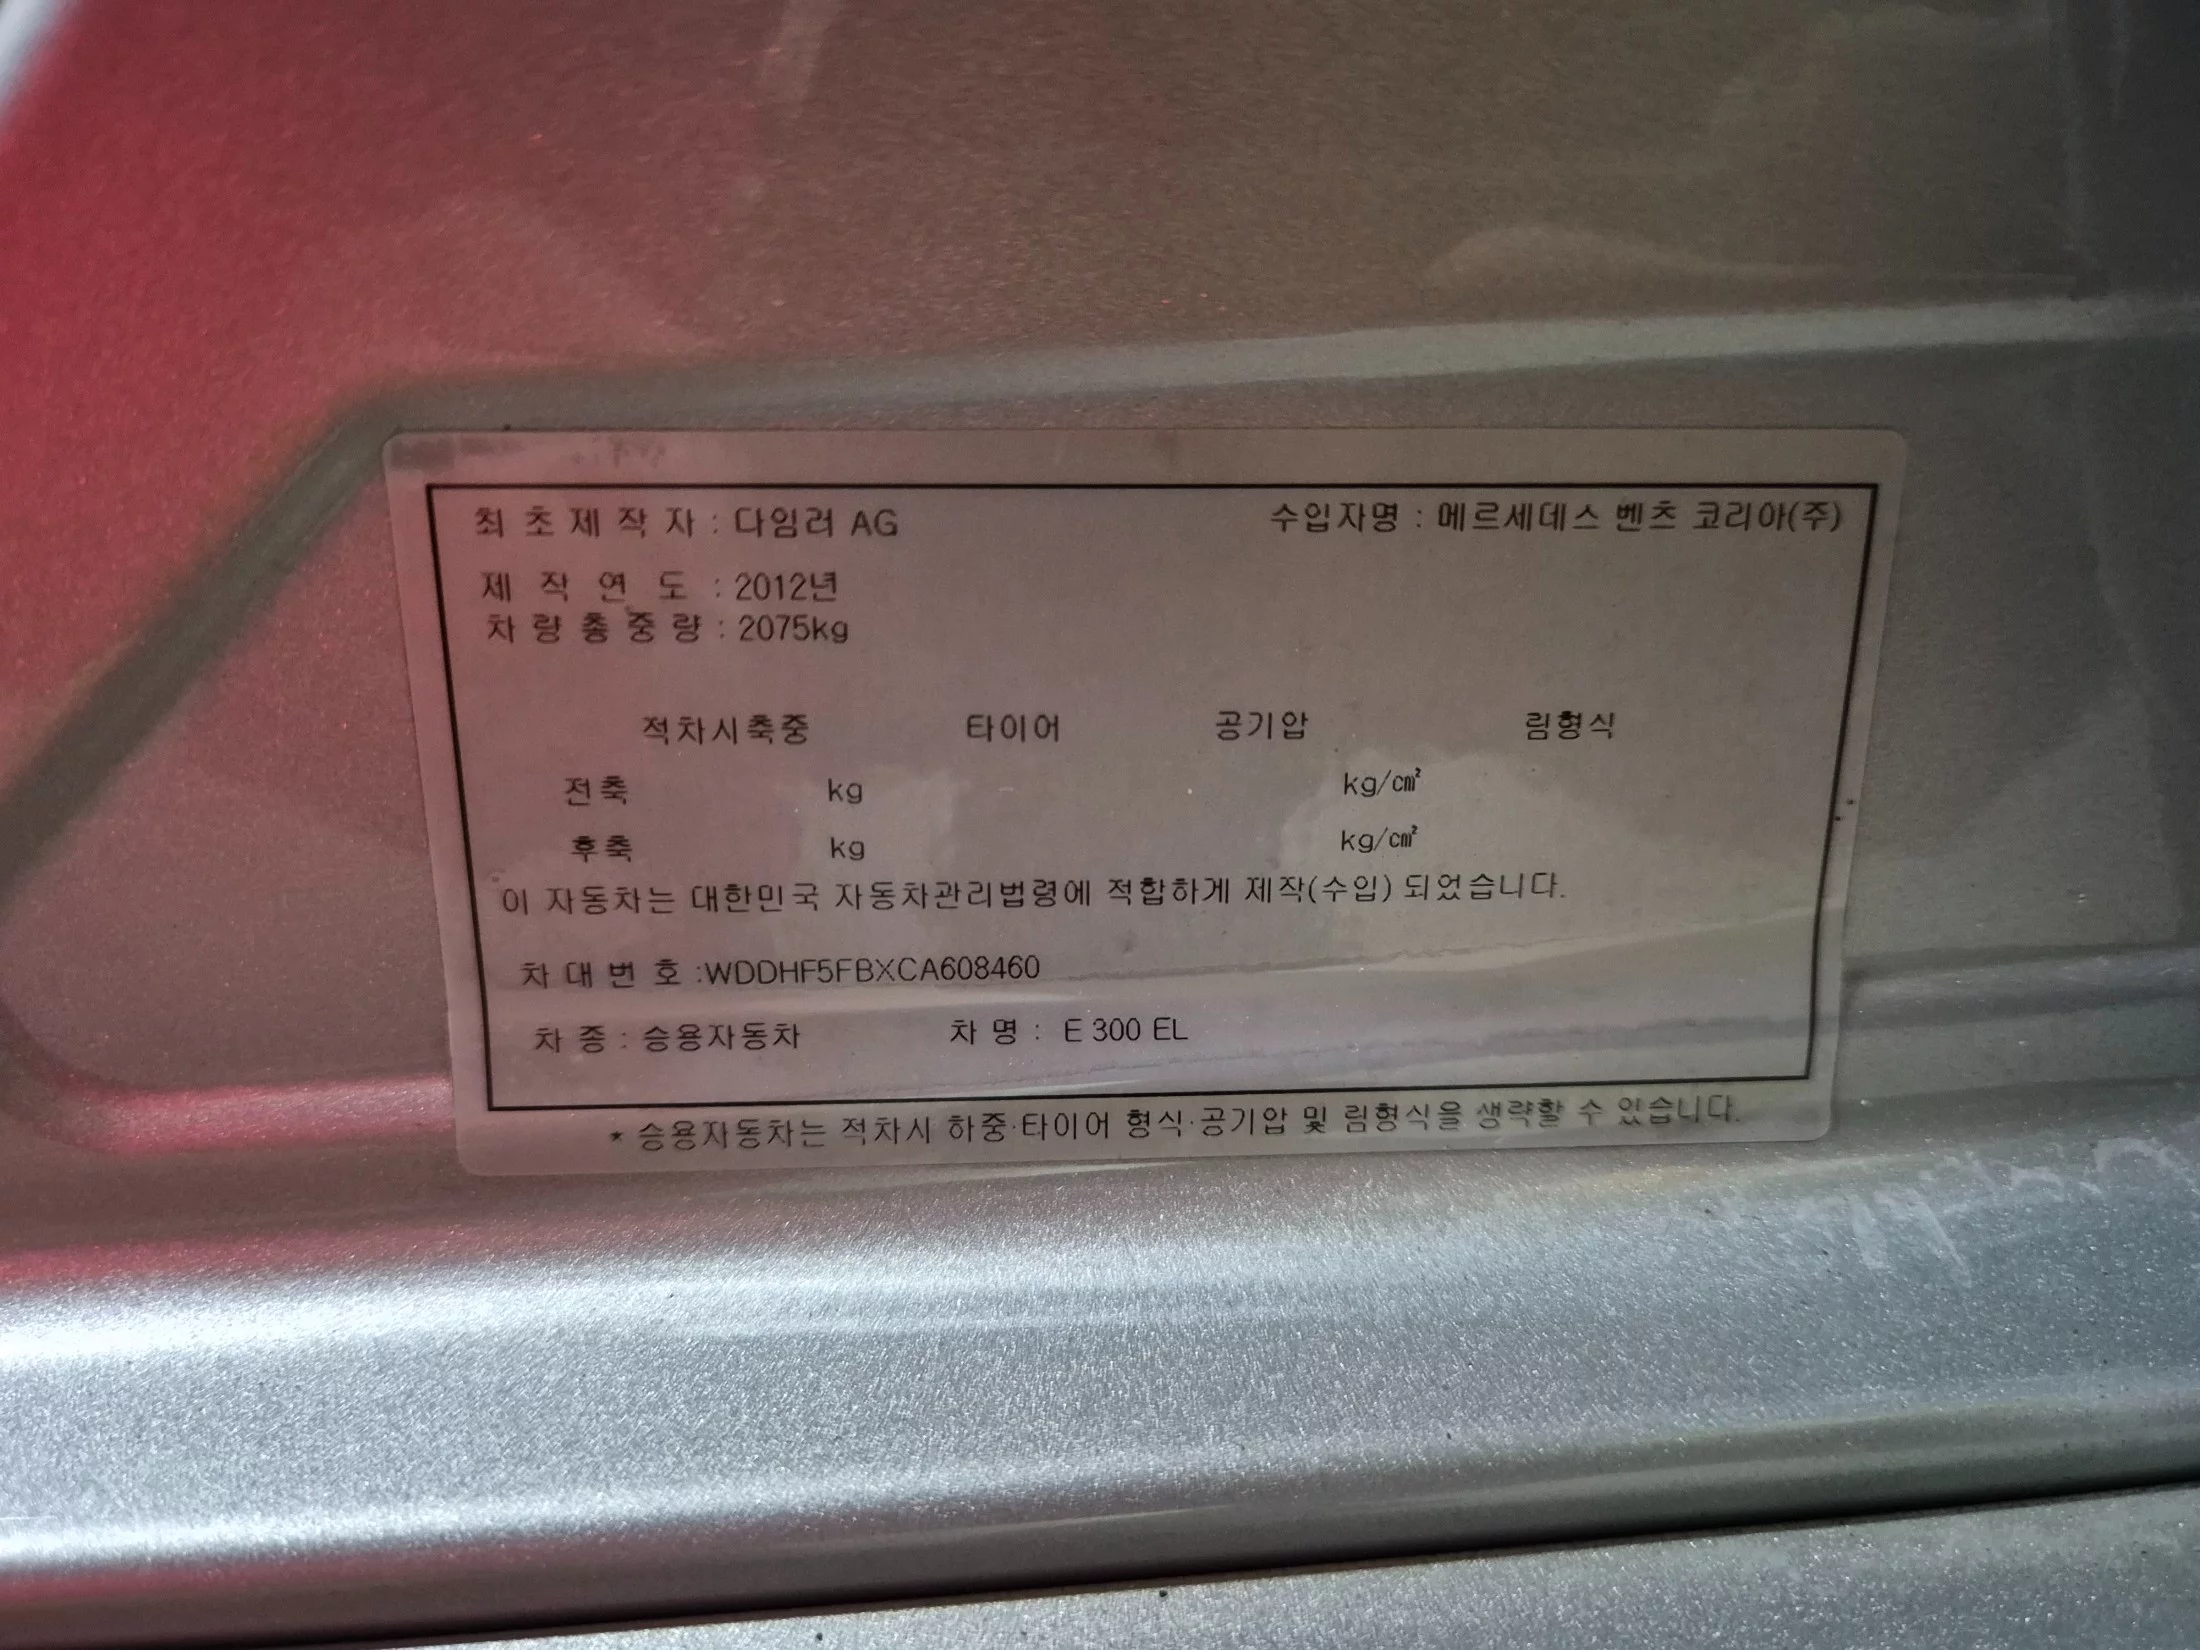 최초제작자 : 다임러 AG 수입자명 : 메르세데스 벤츠 코리아(주)
제작연도 : 2012년
차량총중량 : 2075kg
적차시축중 타이어 공기압 림형식
전축 kg kg/㎠
후축 kg kg/㎠
이 자동차는 대한민국 자동차관리법령에 적합하게 제작(수입) 되었습니다.
차대번호 :WDDHF5FBXCA608460
차종 : 승용자동차 차명 : E 300 EL
* 승용자동차는 적차시 하중·타이어 형식·공기압 및 림형식을 생략할 수 있습니다.